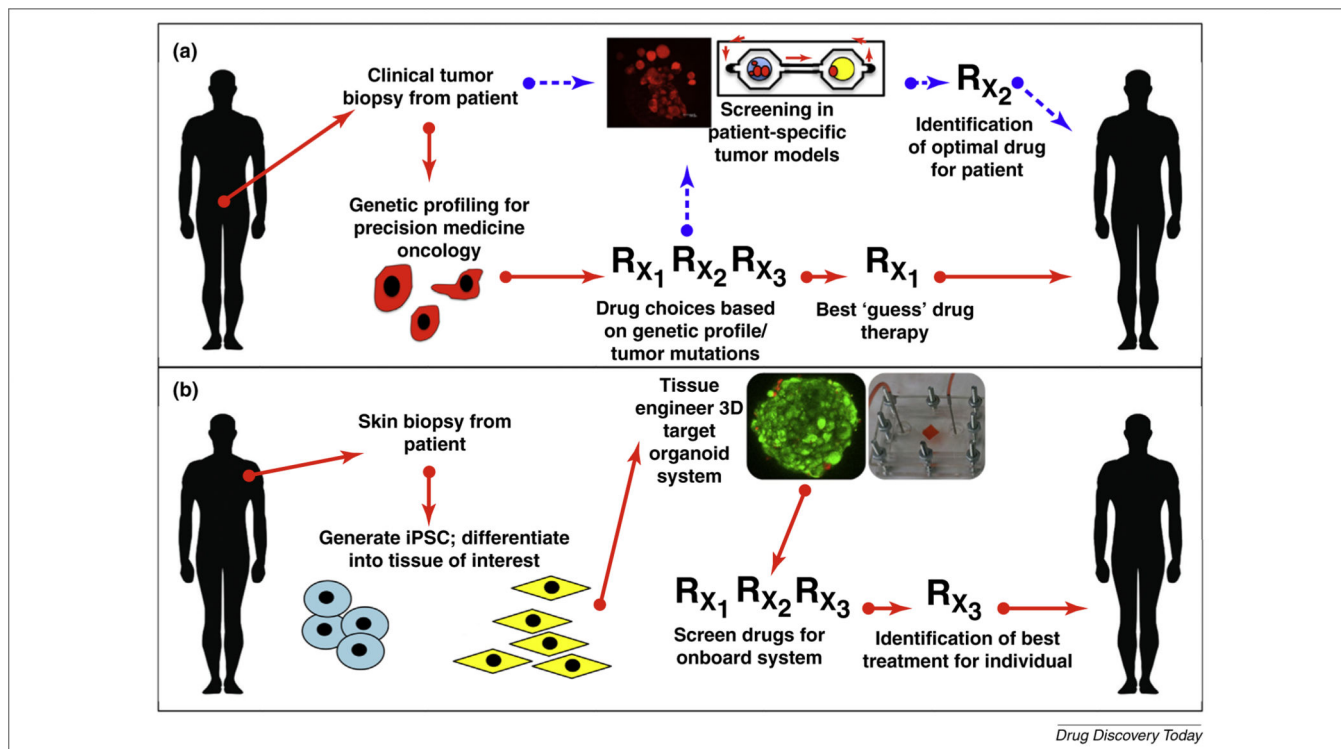 (a)
Clinical tumor
biopsy from patient
Genetic profiling for
precision medicine
oncology
Screening in
patient-specific
tumor models
Rx2
Identification
of optimal drug
for patient
Rx1 Rx2 Rx3
Drug choices based
on genetic profile/
tumor mutations
Rx1
Best ‘guess’ drug
therapy
(b)
Skin biopsy from
patient
Generate iPSC; differentiate
into tissue of interest
Tissue
engineer 3D
target
organoid
system
Rx1 Rx2 Rx3
Screen drugs for
onboard system
Rx3
Identification of best
treatment for individual
Drug Discovery Today